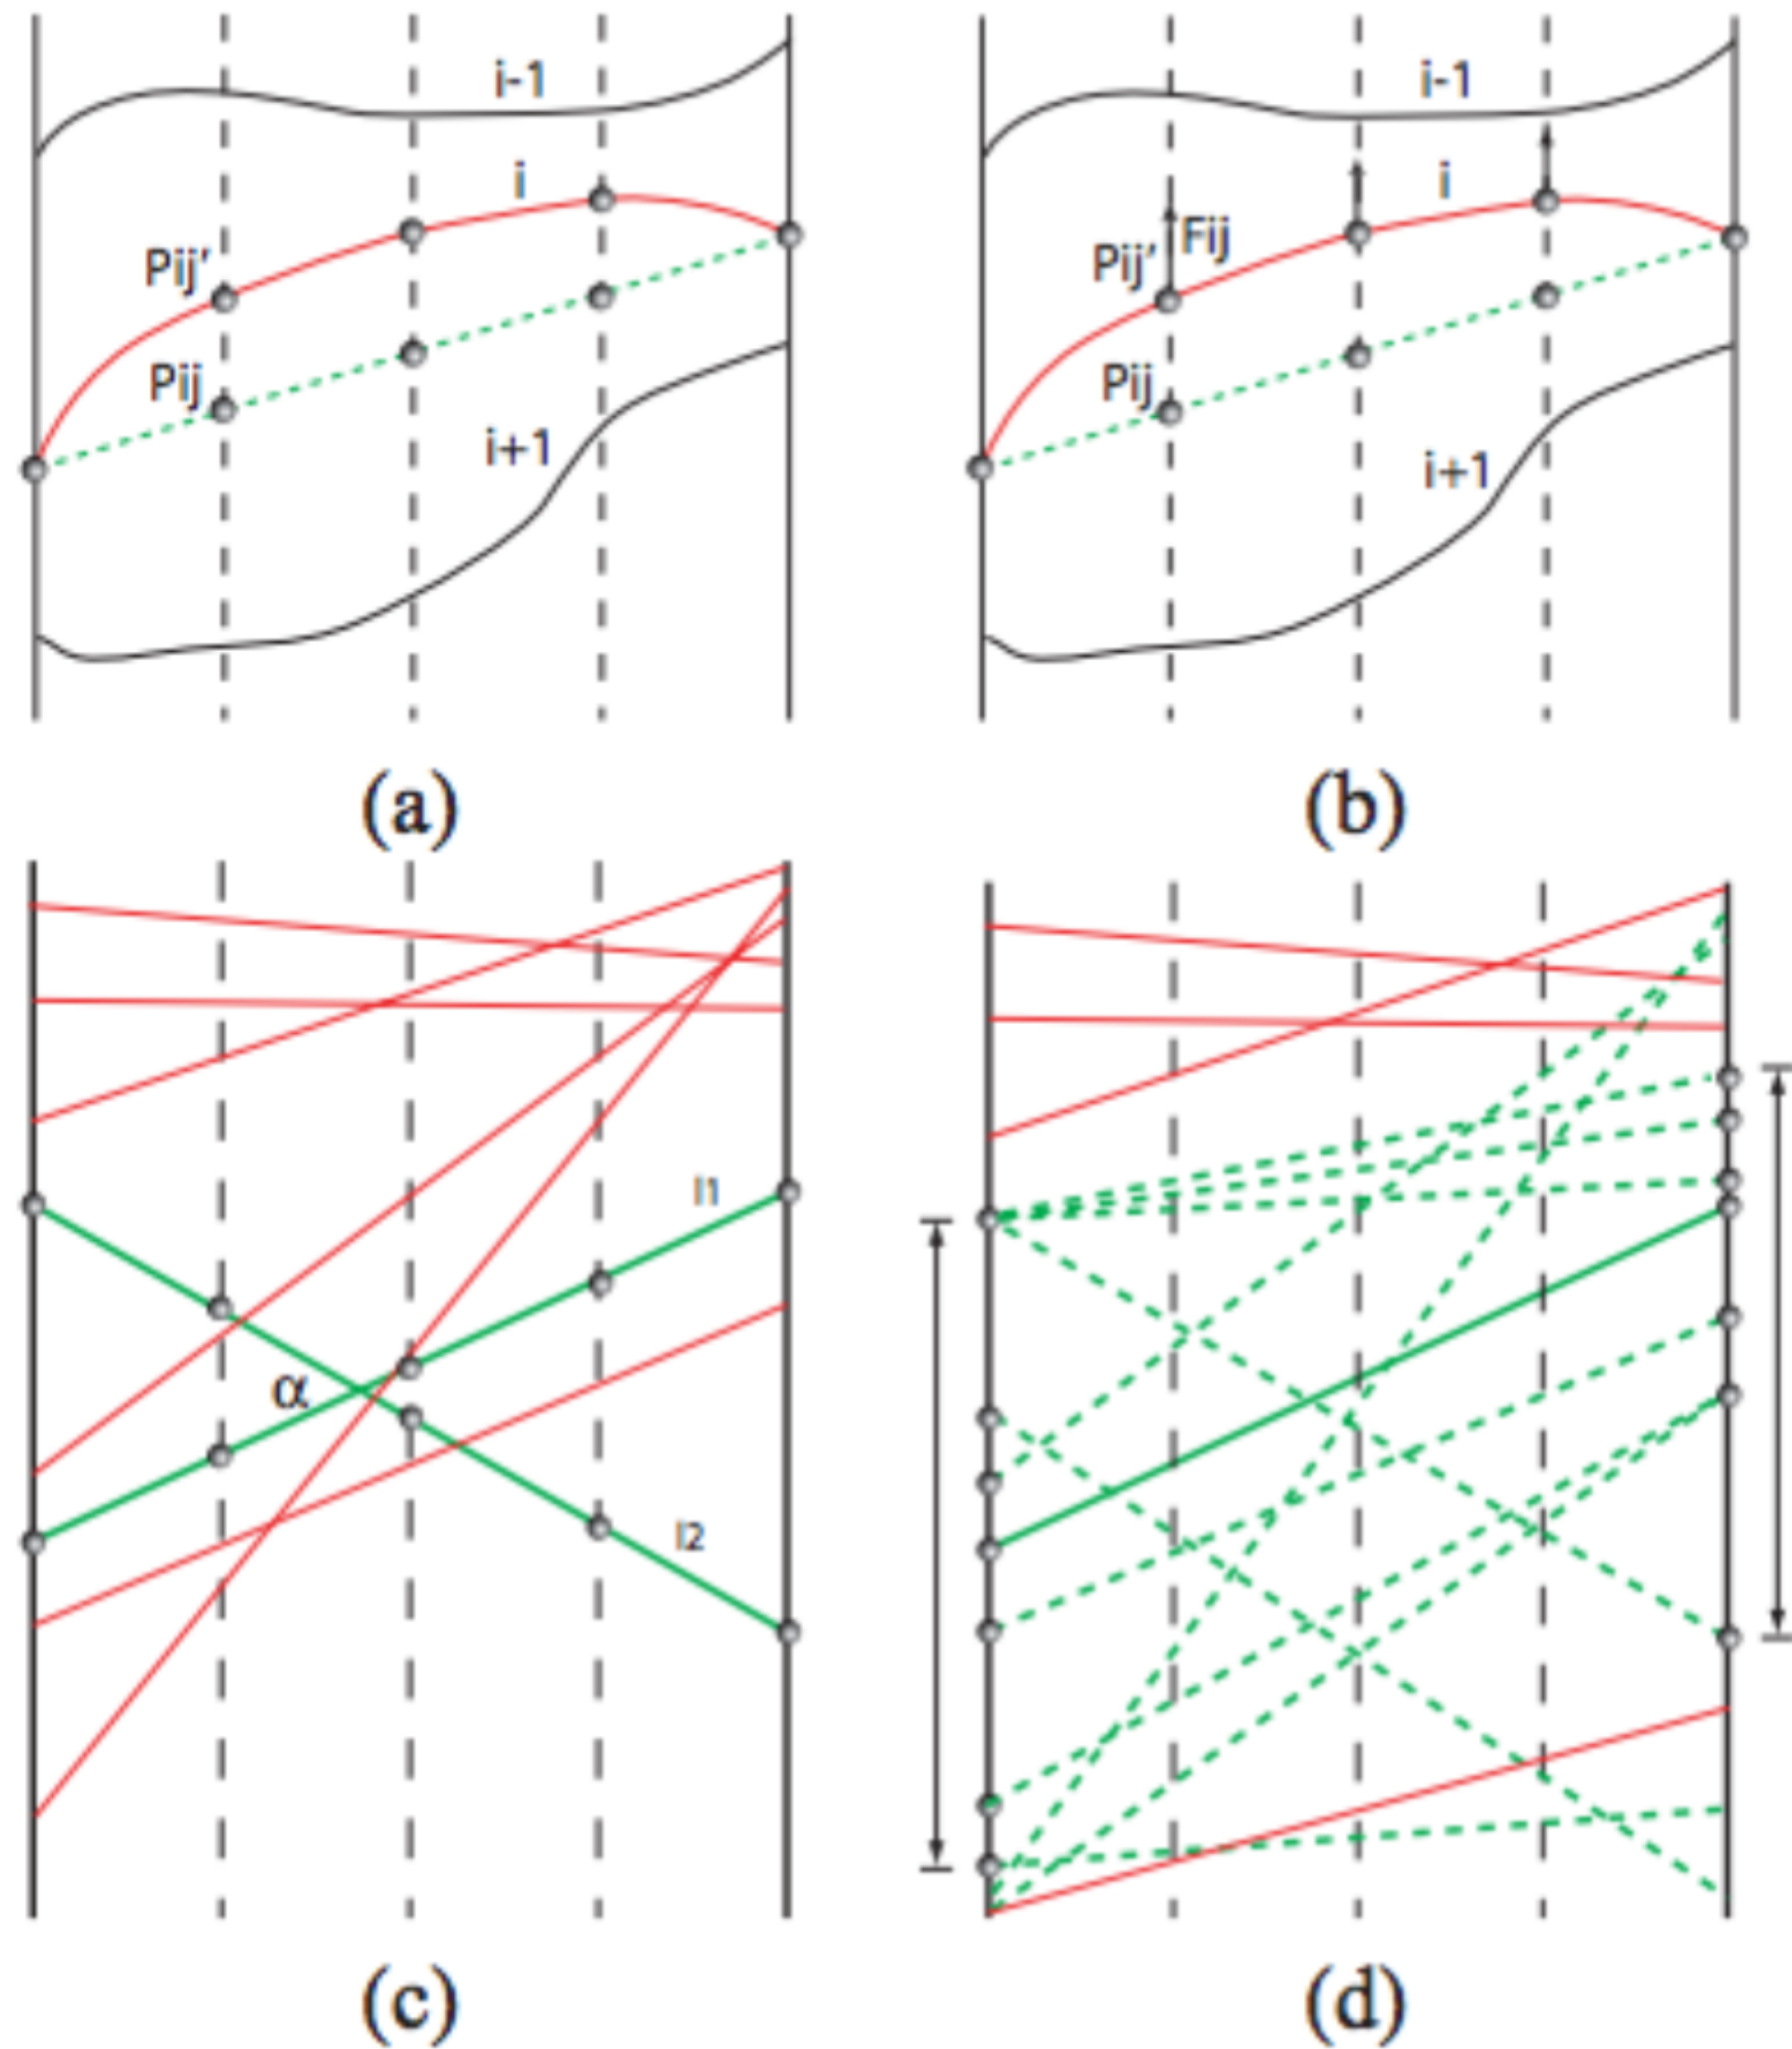 i-1
i
Pij'
Pij
i+1
(a)
i-1
i
Fij
Pij'
Pij
i+1
(b)
l1
α
l2
(c)
(d)